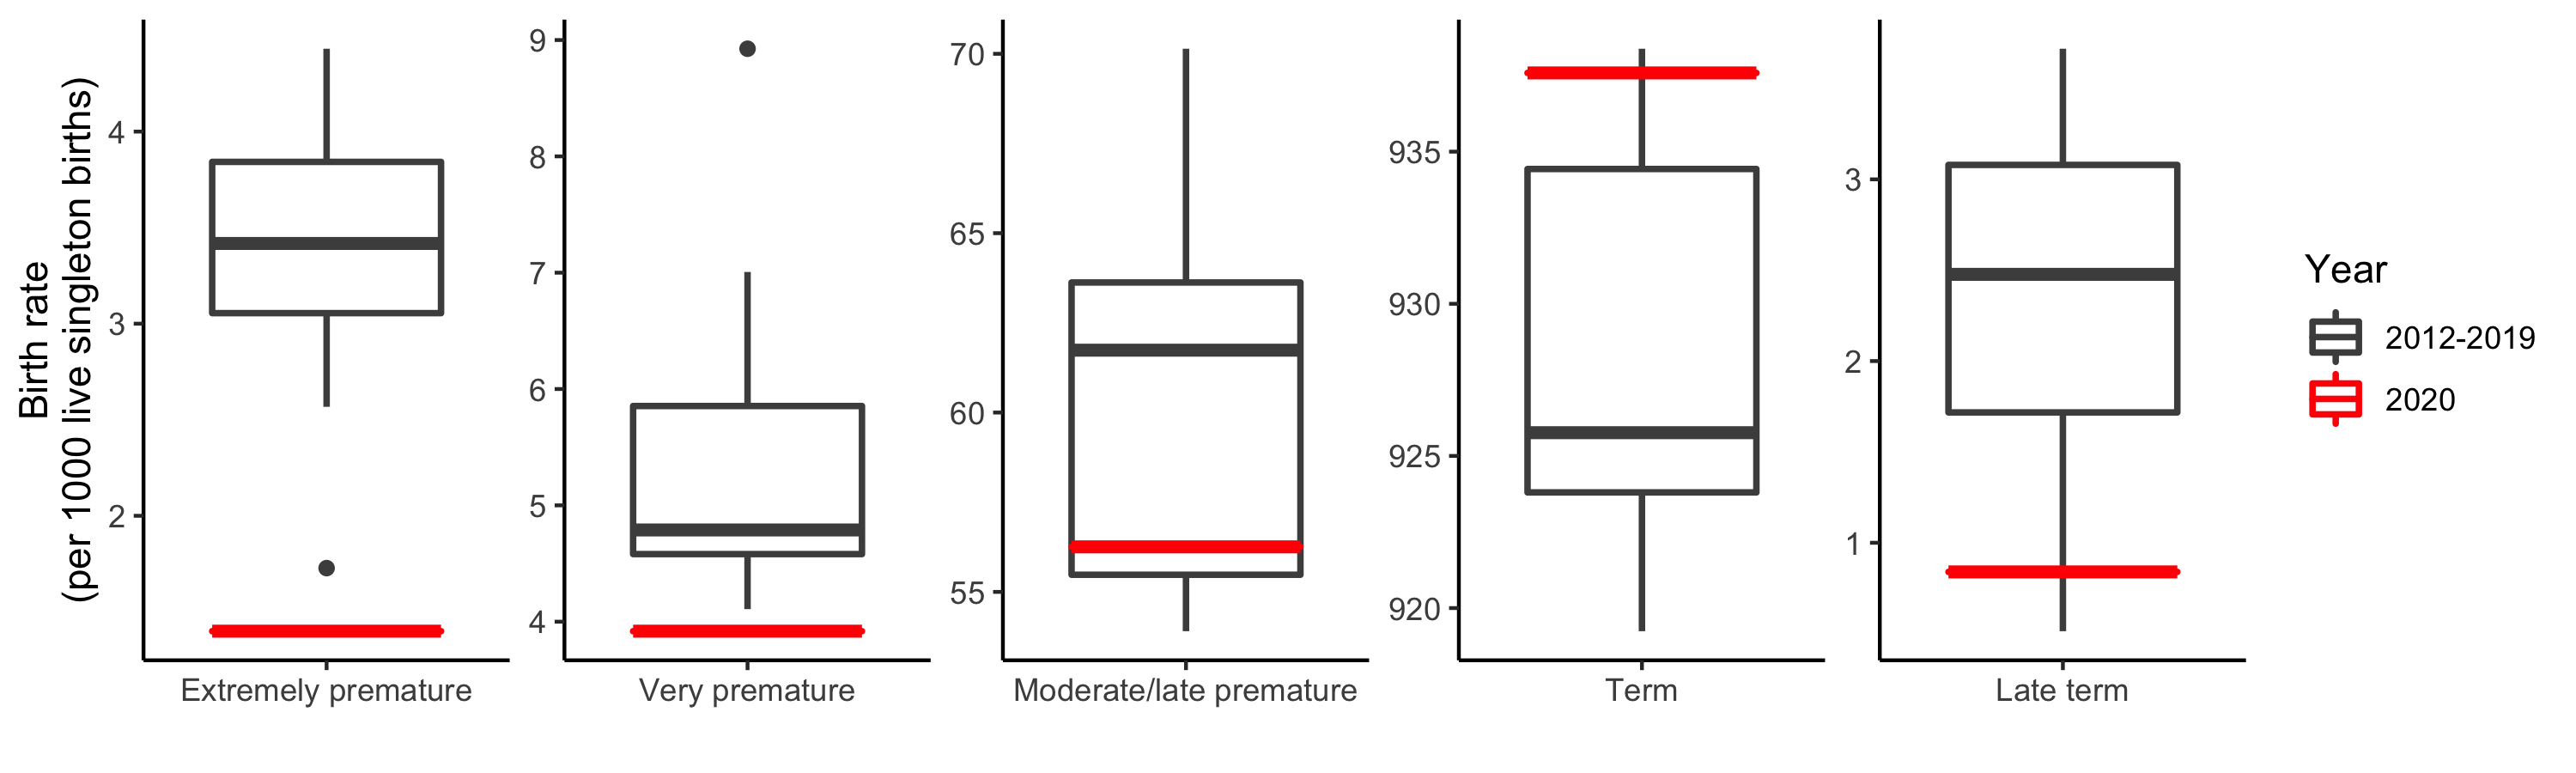 Birth rate
(per 1000 live singleton births)
4
3
2
Extremely premature
9
8
7
6
5
4
Very premature
70
65
60
55
Moderate/late premature
935
930
925
920
Term
3
2
1
Late term
Year
2012-2019
2020